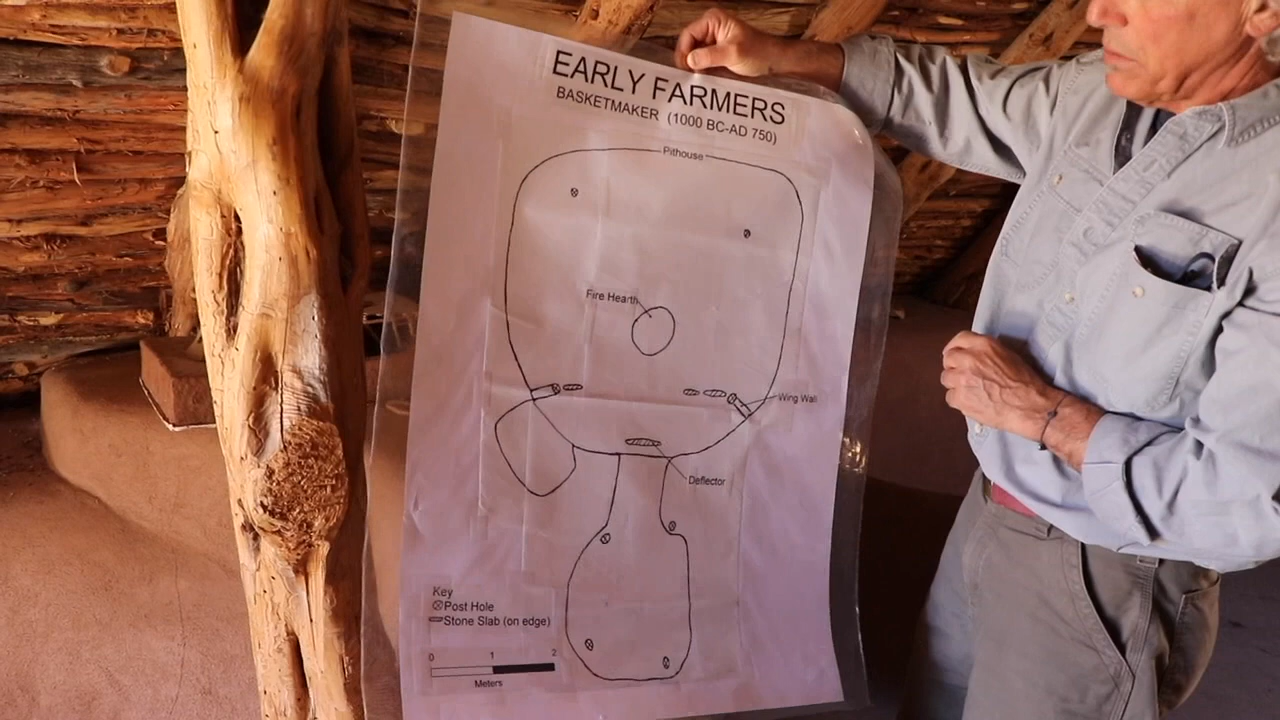 EARLY FARMERS
BASKETMAKER (1000 BC-AD 750)
Pithouse
Fire Hearth
Wing Wall
Deflector
Key
Post Hole
Stone Slab (on edge)
0 1 2
Meters